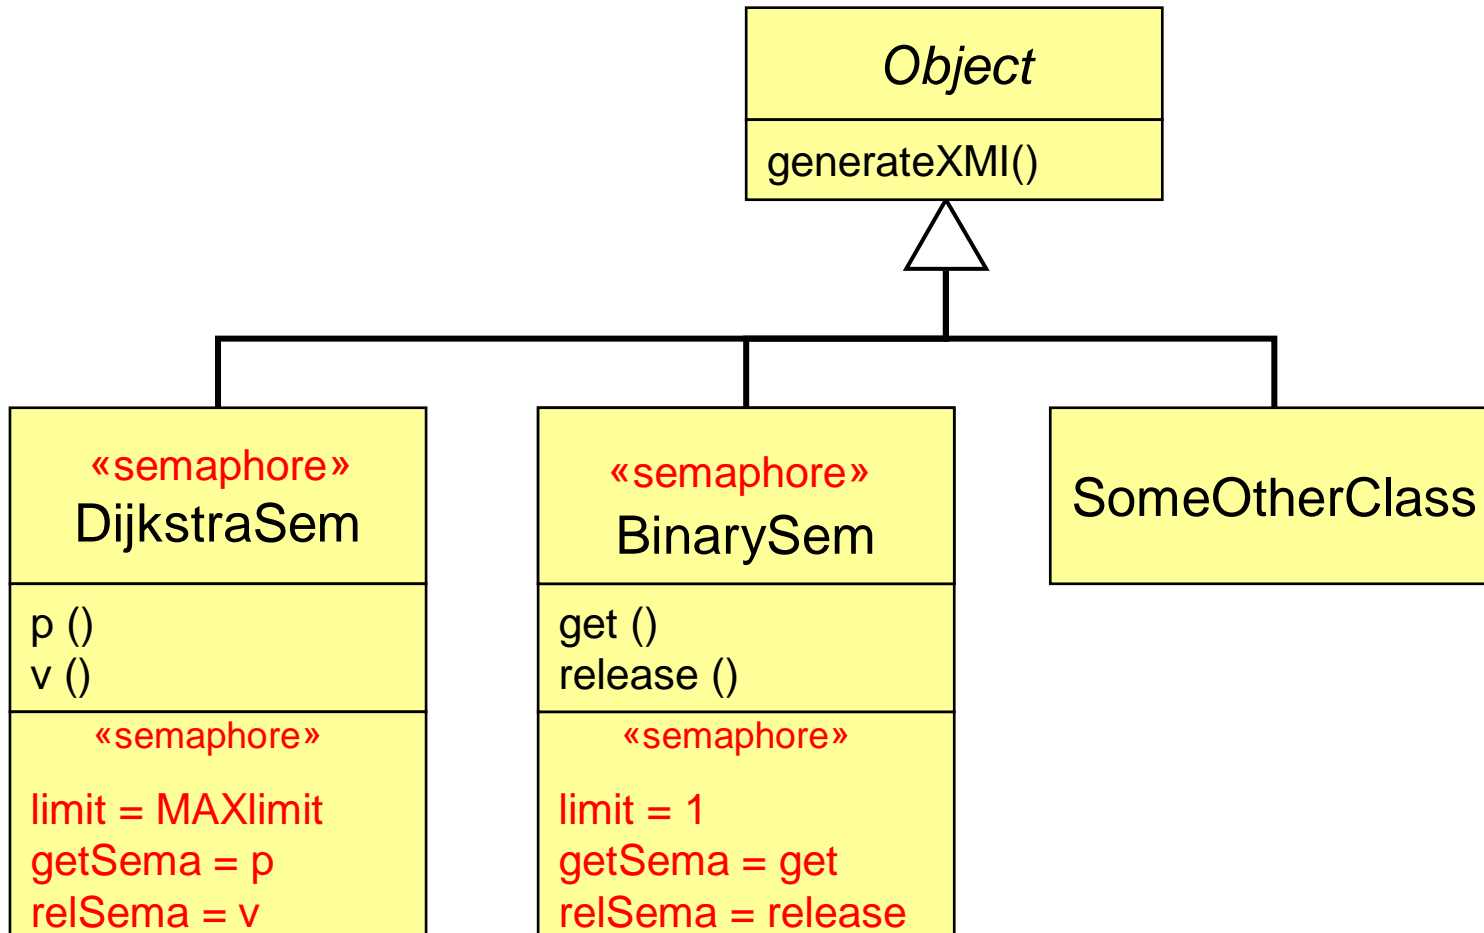 Object
generateXMI()
«semaphore»
DijkstraSem
p ()
v ()
«semaphore»
limit = MAXlimit
getSema = p
relSema = v
«semaphore»
BinarySem
get ()
release ()
«semaphore»
limit = 1
getSema = get
relSema = release
SomeOtherClass